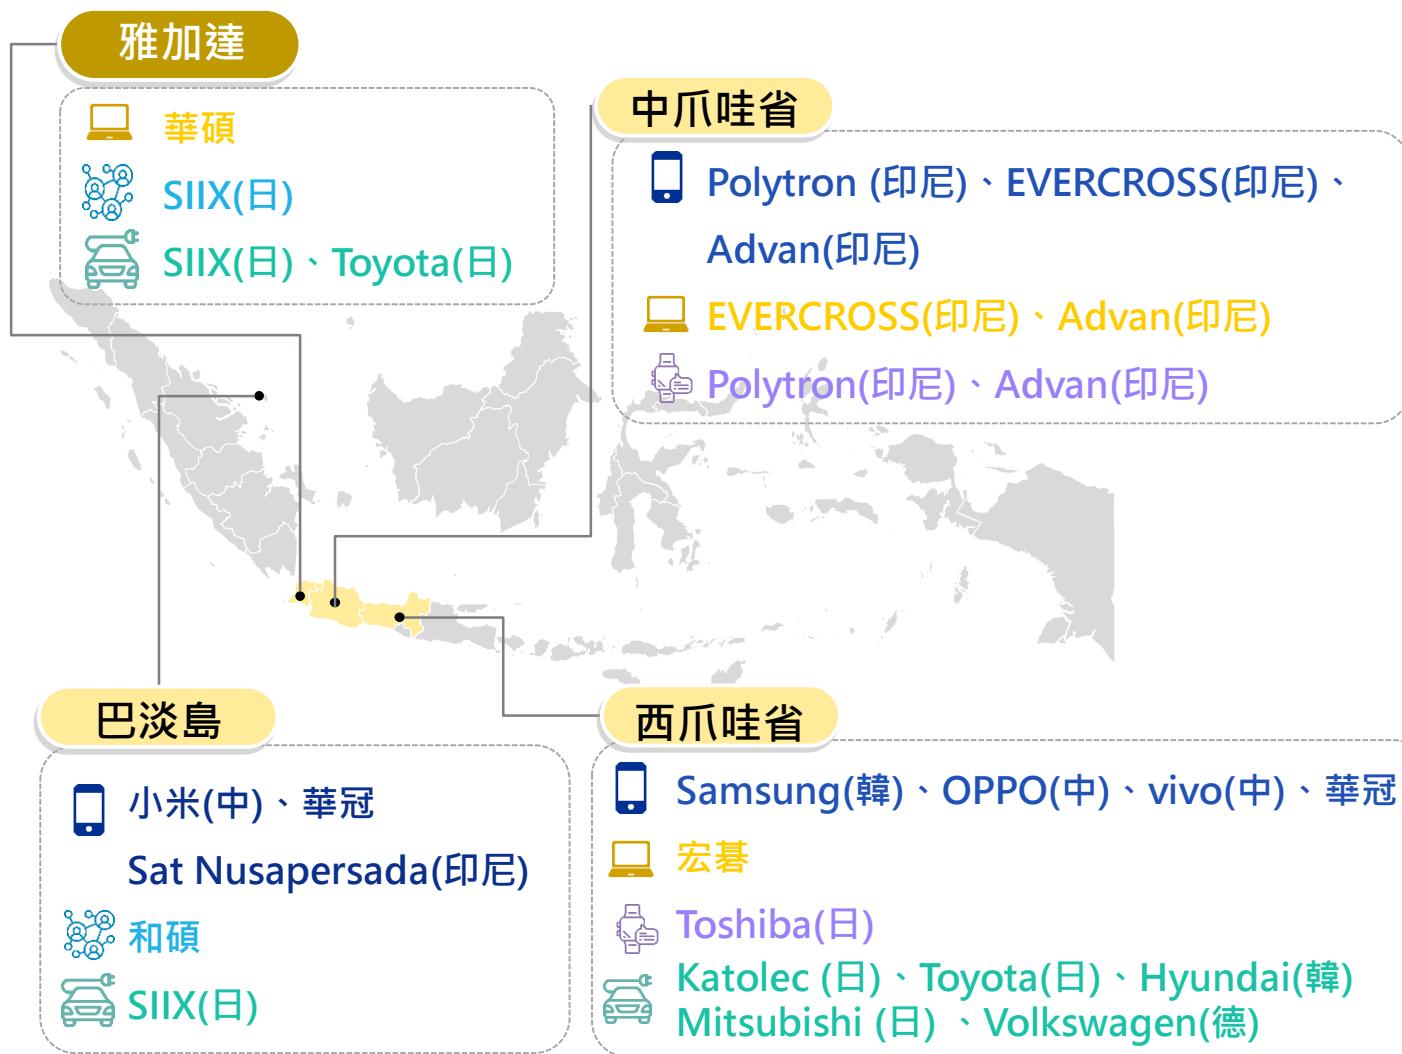 雅加達
華碩
SIIX(日)
SIIX(日)、Toyota(日)
中爪哇省
Polytron (印尼)、EVERCROSS(印尼)、
Advan(印尼)
EVERCROSS(印尼)、Advan(印尼)
Polytron(印尼)、Advan(印尼)
巴淡島
小米(中)、華冠
Sat Nusapersada(印尼)
和碩
SIIX(日)
西爪哇省
Samsung(韓)、OPPO(中)、vivo(中)、華冠
宏碁
Toshiba(日)
Katolec (日)、Toyota(日)、Hyundai(韓)
Mitsubishi (日) 、Volkswagen(德)